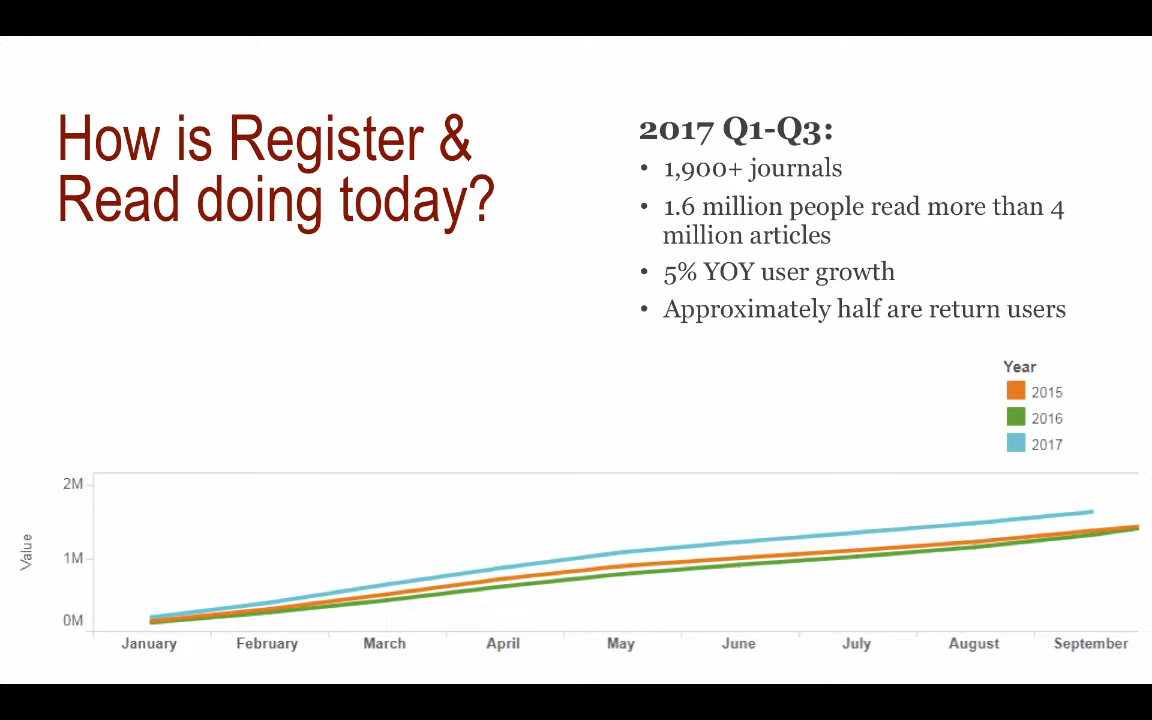 How is Register &
Read doing today?
2017 Q1-Q3:
• 1,900+ journals
• 1.6 million people read more than 4
million articles
• 5% YOY user growth
• Approximately half are return users
Year
2015
2016
2017
Value
2M
1M
0M
January February March April May June July August September